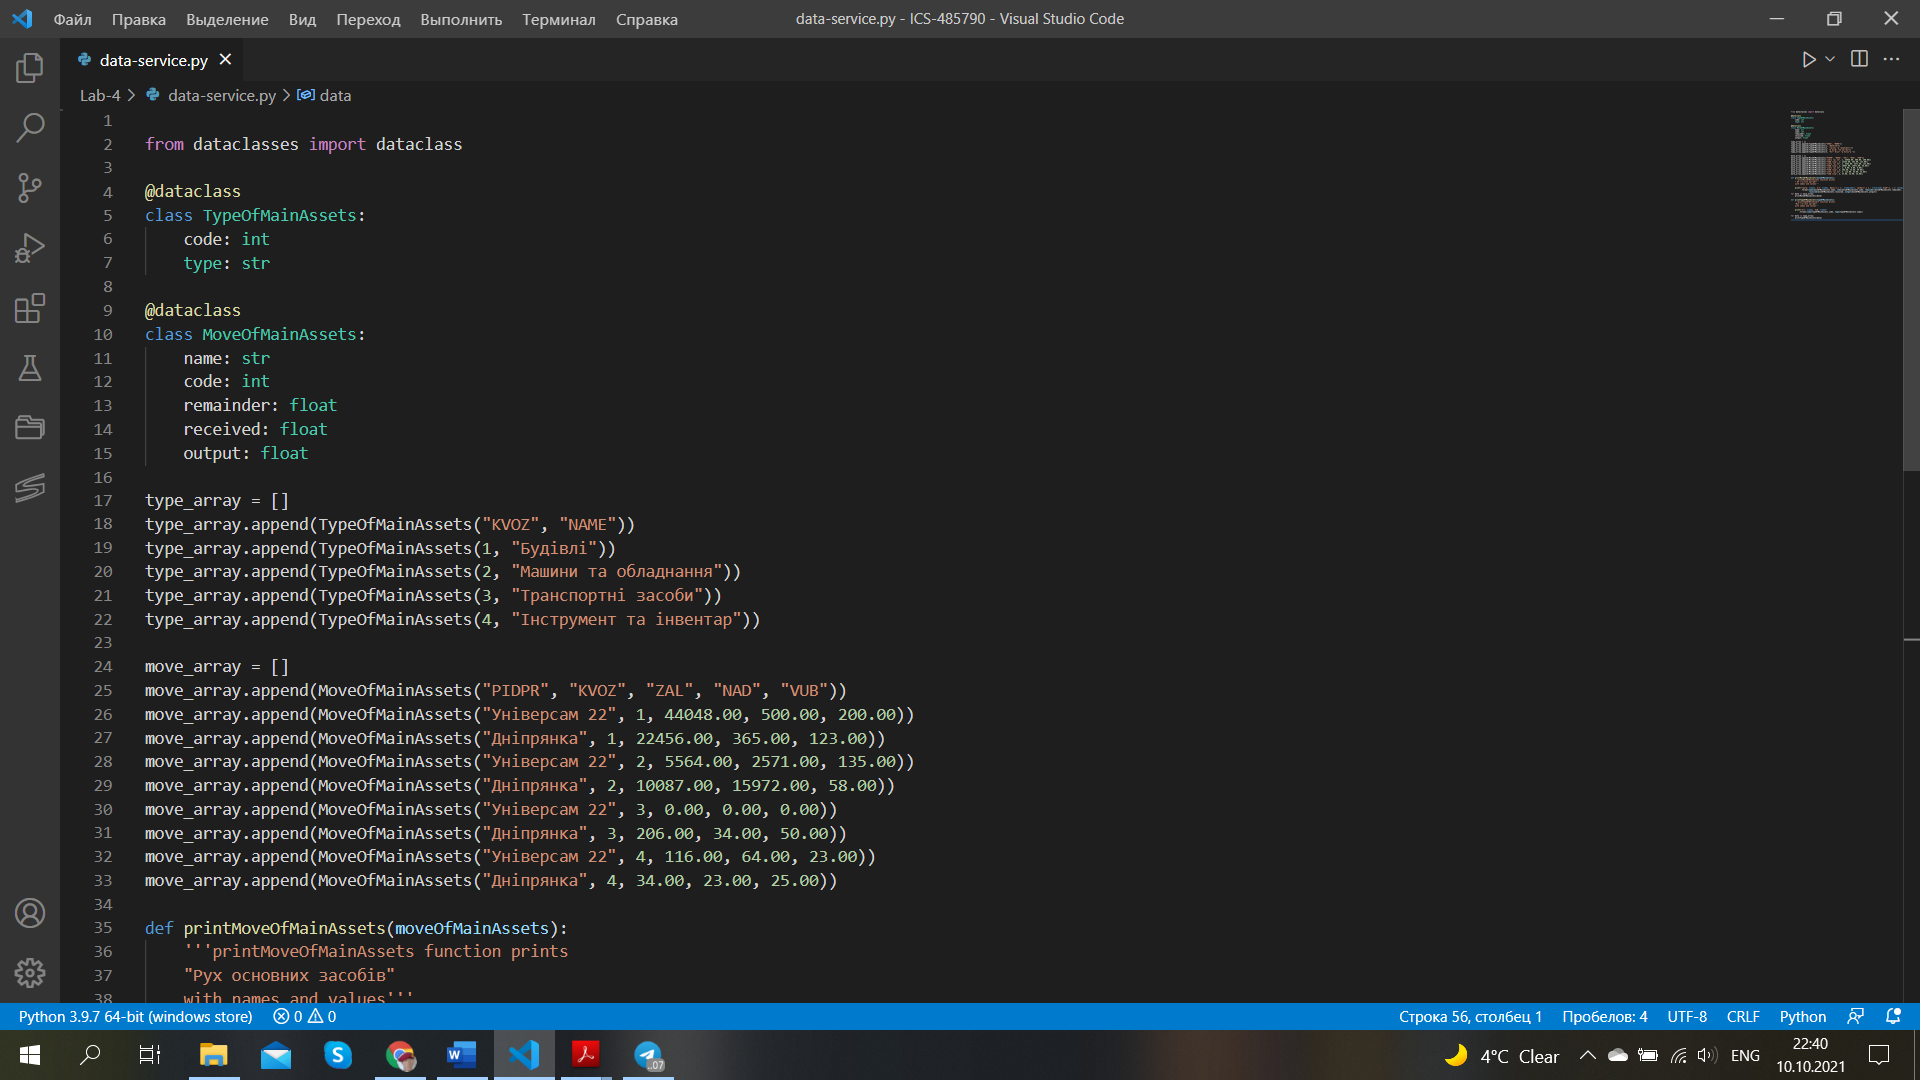 Файл Правка Выделение Вид Переход Выполнить Терминал Справка data-service.py - ICS-485790 - Visual Studio Code
data-service.py
Lab-4 > data-service.py > data
1
2 from dataclasses import dataclass
3
4 @dataclass
5 class TypeOfMainAssets:
6 code: int
7 type: str
8
9 @dataclass
10 class MoveOfMainAssets:
11 name: str
12 code: int
13 remainder: float
14 received: float
15 output: float
16
17 type_array = []
18 type_array.append(TypeOfMainAssets("KVOZ", "NAME"))
19 type_array.append(TypeOfMainAssets(1, "Будівлі"))
20 type_array.append(TypeOfMainAssets(2, "Машини та обладнання"))
21 type_array.append(TypeOfMainAssets(3, "Транспортні засоби"))
22 type_array.append(TypeOfMainAssets(4, "Інструмент та інвентар"))
23
24 move_array = []
25 move_array.append(MoveOfMainAssets("PIDPR", "KVOZ", "ZAL", "NAD", "VUB"))
26 move_array.append(MoveOfMainAssets("Універсам 22", 1, 44048.00, 500.00, 200.00))
27 move_array.append(MoveOfMainAssets("Дніпрянка", 1, 22456.00, 365.00, 123.00))
28 move_array.append(MoveOfMainAssets("Універсам 22", 2, 5564.00, 2571.00, 135.00))
29 move_array.append(MoveOfMainAssets("Дніпрянка", 2, 10087.00, 15972.00, 58.00))
30 move_array.append(MoveOfMainAssets("Універсам 22", 3, 0.00, 0.00, 0.00))
31 move_array.append(MoveOfMainAssets("Дніпрянка", 3, 206.00, 34.00, 50.00))
32 move_array.append(MoveOfMainAssets("Універсам 22", 4, 116.00, 64.00, 23.00))
33 move_array.append(MoveOfMainAssets("Дніпрянка", 4, 34.00, 23.00, 25.00))
34
35 def printMoveOfMainAssets(moveOfMainAssets):
36 '''printMoveOfMainAssets function prints
37 "Рух основних засобів"
38 with names and values'''
Python 3.9.7 64-bit (windows store) 0 0 Строка 56, столбец 1 Пробелов: 4 UTF-8 CRLF Python
4°C Clear ENG 22:40
10.10.2021
..07